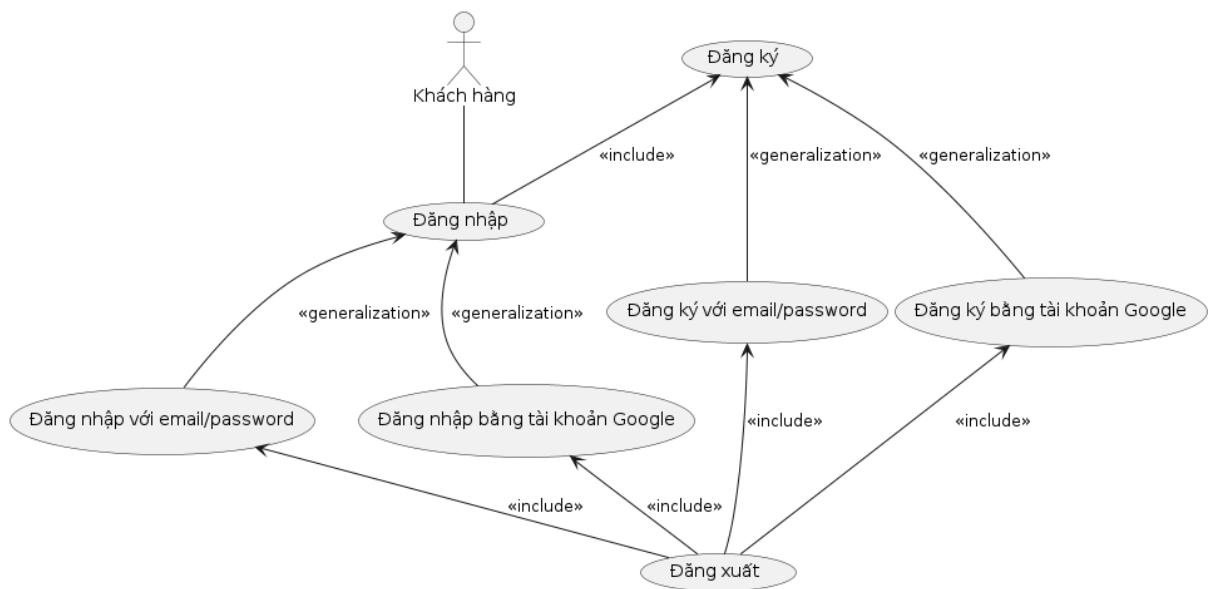 Đăng ký
Khách hàng
«include»
«generalization»
«generalization»
Đăng nhập
«generalization»
«generalization»
Đăng ký với email/password
Đăng ký bằng tài khoản Google
Đăng nhập với email/password
Đăng nhập bằng tài khoản Google
«include»
«include»
«include»
«include»
Đăng xuất